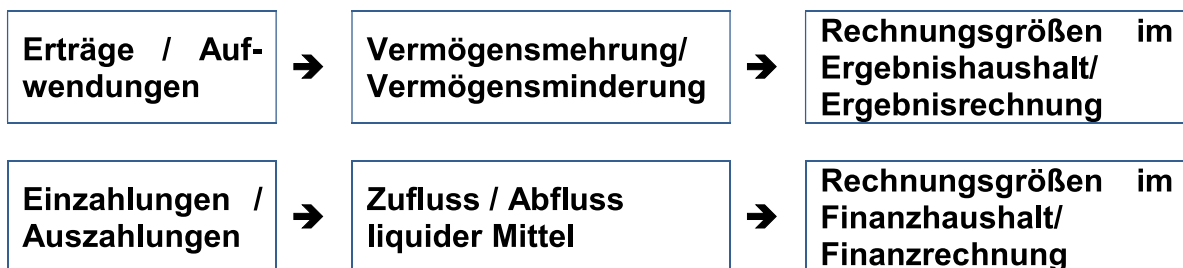 Erträge / Auf-
wendungen
➔
Vermögensmehrung/
Vermögensminderung
➔
Rechnungsgrößen im
Ergebnishaushalt/
Ergebnisrechnung
Einzahlungen /
Auszahlungen
➔
Zufluss / Abfluss
liquider Mittel
➔
Rechnungsgrößen im
Finanzhaushalt/
Finanzrechnung